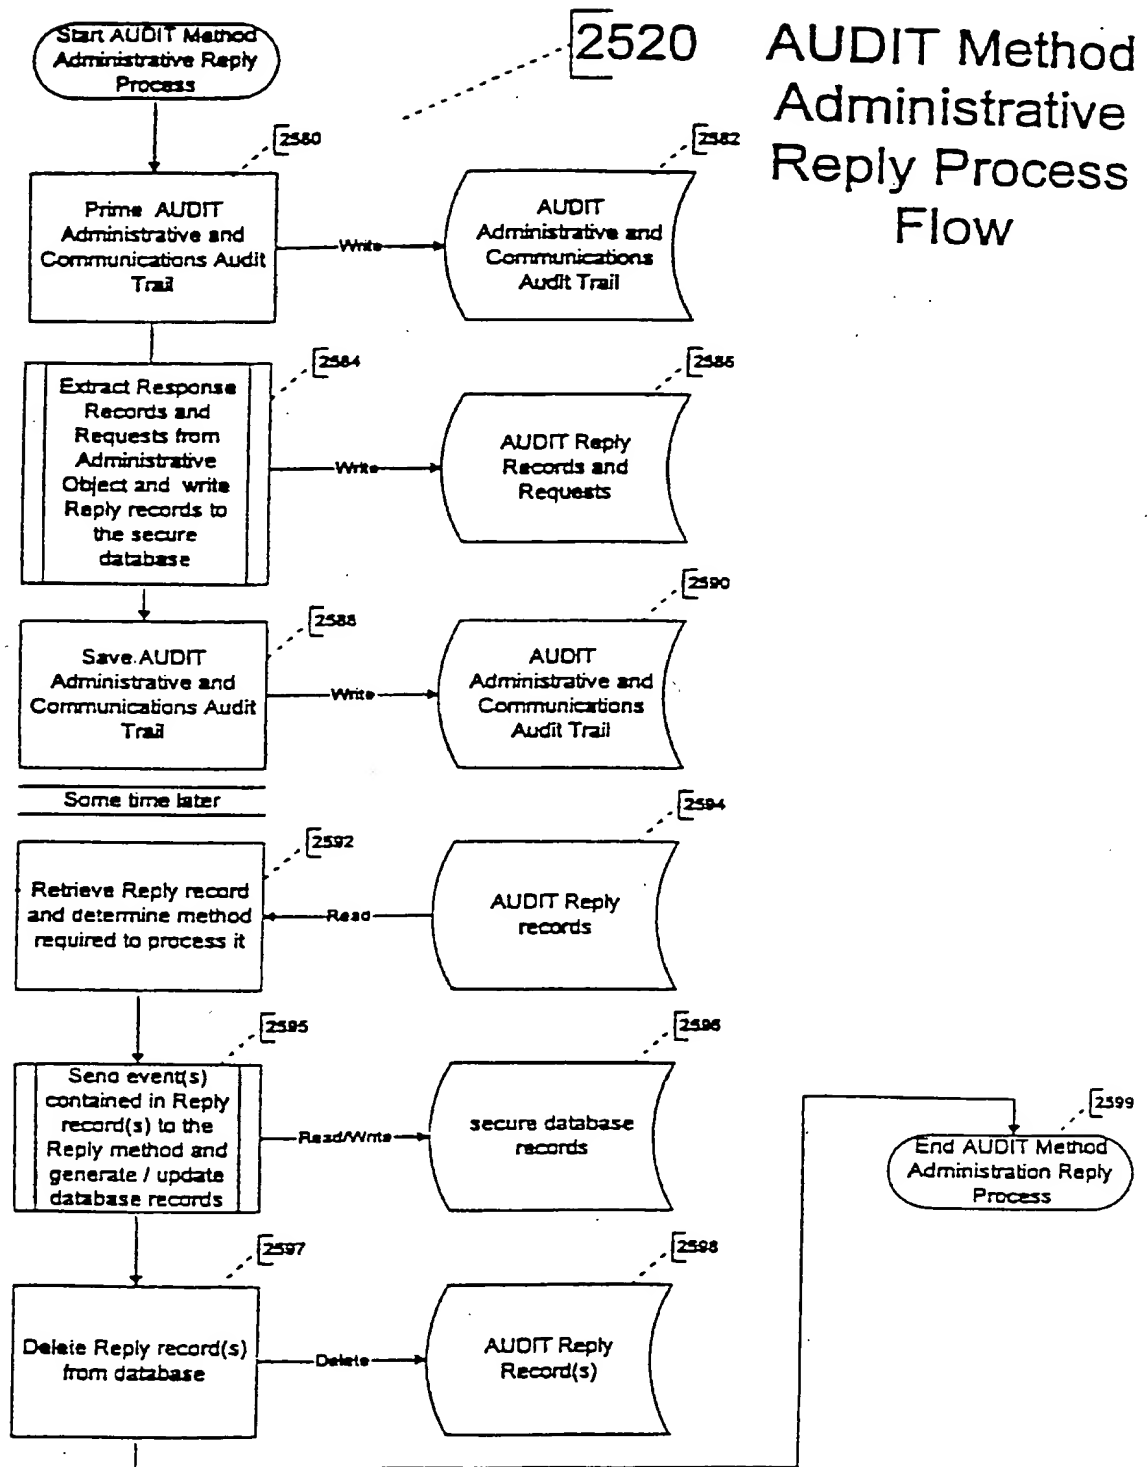 Start AUDIT Method
Administrative Reply
Process
2520
AUDIT Method
Administrative
Reply Process
Flow
2580
Prime AUDIT
Administrative and
Communications Audit
Trail
Write
2582
AUDIT
Administrative and
Communications
Audit Trail
2584
Extract Response
Records and
Requests from
Administrative
Object and write
Reply records to
the secure
database
Write
2586
AUDIT Reply
Records and
Requests
2588
Save AUDIT
Administrative and
Communications Audit
Trail
Write
2590
AUDIT
Administrative and
Communications
Audit Trail
Some time later
2592
Retrieve Reply record
and determine method
required to process it
Read
2594
AUDIT Reply
records
2595
Send event(s)
contained in Reply
record(s) to the
Reply method and
generate / update
database records
Read/Write
2596
secure database
records
2597
Delete Reply record(s)
from database
Delete
2598
AUDIT Reply
Record(s)
2599
End AUDIT Method
Administration Reply
Process